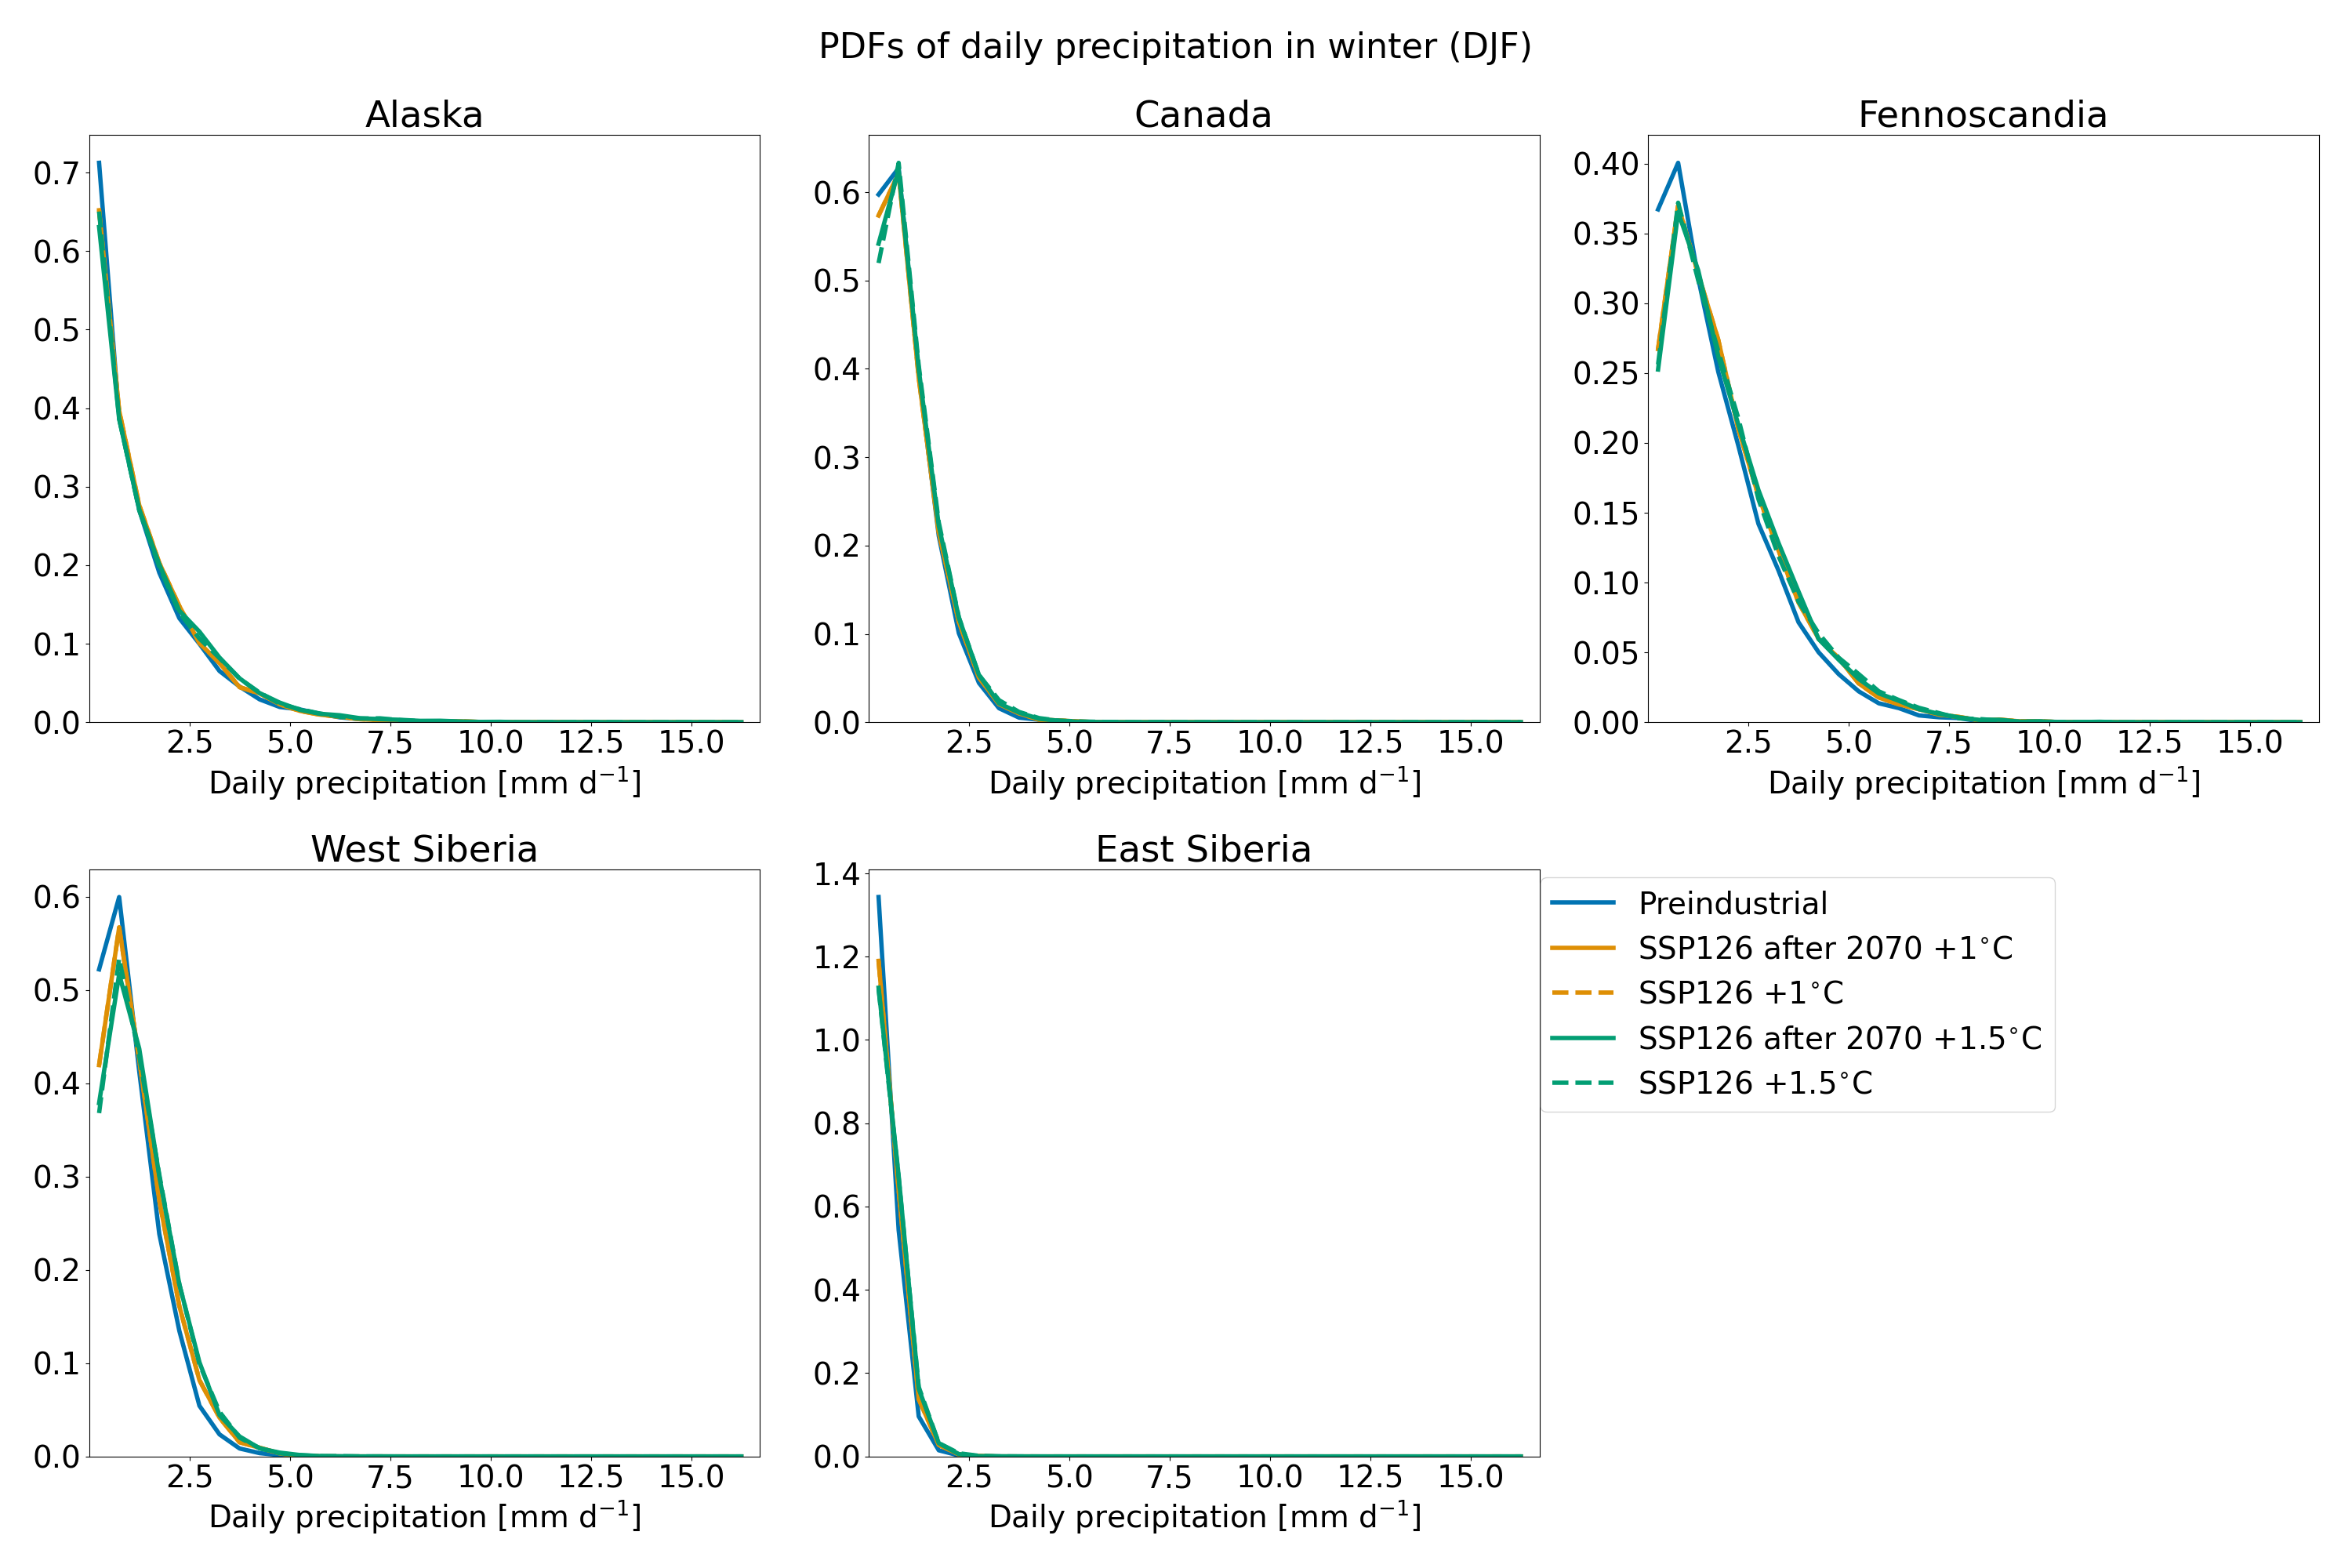 PDFs of daily precipitation in winter (DJF)
Alaska
0.7
0.6
0.5
0.4
0.3
0.2
0.1
0.0
2.5 5.0 7.5 10.0 12.5 15.0
Daily precipitation [mm d⁻¹]
Canada
0.6
0.5
0.4
0.3
0.2
0.1
0.0
2.5 5.0 7.5 10.0 12.5 15.0
Daily precipitation [mm d⁻¹]
Fennoscandia
0.40
0.35
0.30
0.25
0.20
0.15
0.10
0.05
0.00
2.5 5.0 7.5 10.0 12.5 15.0
Daily precipitation [mm d⁻¹]
West Siberia
0.6
0.5
0.4
0.3
0.2
0.1
0.0
2.5 5.0 7.5 10.0 12.5 15.0
Daily precipitation [mm d⁻¹]
East Siberia
1.4
1.2
1.0
0.8
0.6
0.4
0.2
0.0
2.5 5.0 7.5 10.0 12.5 15.0
Daily precipitation [mm d⁻¹]
Preindustrial
SSP126 after 2070 +1°C
SSP126 +1°C
SSP126 after 2070 +1.5°C
SSP126 +1.5°C